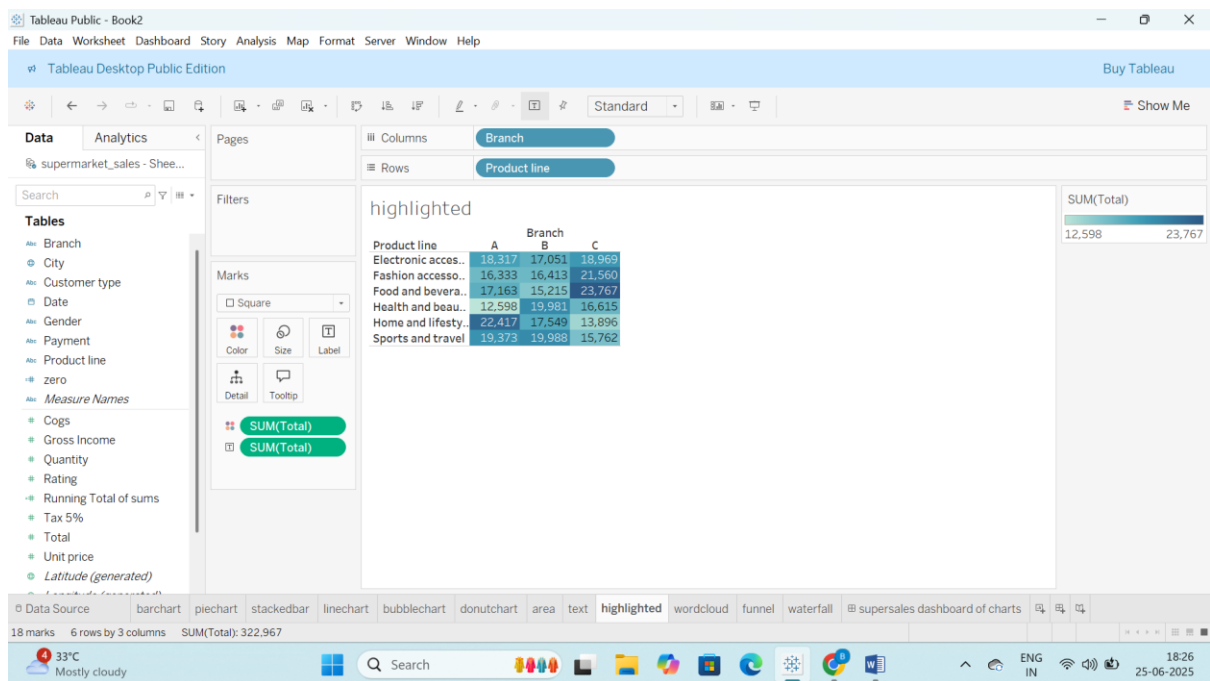 Tableau Public - Book2
File Data Worksheet Dashboard Story Analysis Map Format Server Window Help
Tableau Desktop Public Edition
Buy Tableau
Standard
Show Me
Data Analytics
supermarket_sales - Shee...
Search
Tables
Abc Branch
City
Abc Customer type
Date
Abc Gender
Abc Payment
Abc Product line
=# zero
Abc Measure Names
# Cogs
# Gross Income
# Quantity
# Rating
=# Running Total of sums
# Tax 5%
# Total
# Unit price
Latitude (generated)
Pages
Filters
Marks
Square
Color Size Label
Detail Tooltip
SUM(Total)
SUM(Total)
Columns Branch
Rows Product line
highlighted
Branch
Product line A B C
Electronic acces.. 18,317 17,051 18,969
Fashion accesso.. 16,333 16,413 21,560
Food and bevera.. 17,163 15,215 23,767
Health and beau.. 12,598 19,981 16,615
Home and lifesty.. 22,417 17,549 13,896
Sports and travel 19,373 19,988 15,762
SUM(Total)
12,598 23,767
Data Source barchart piechart stackedbar linechart bubblechart donutchart area text highlighted wordcloud funnel waterfall supersales dashboard of charts
18 marks 6 rows by 3 columns SUM(Total): 322,967
4
33°C
Mostly cloudy
Search
ENG
IN
18:26
25-06-2025